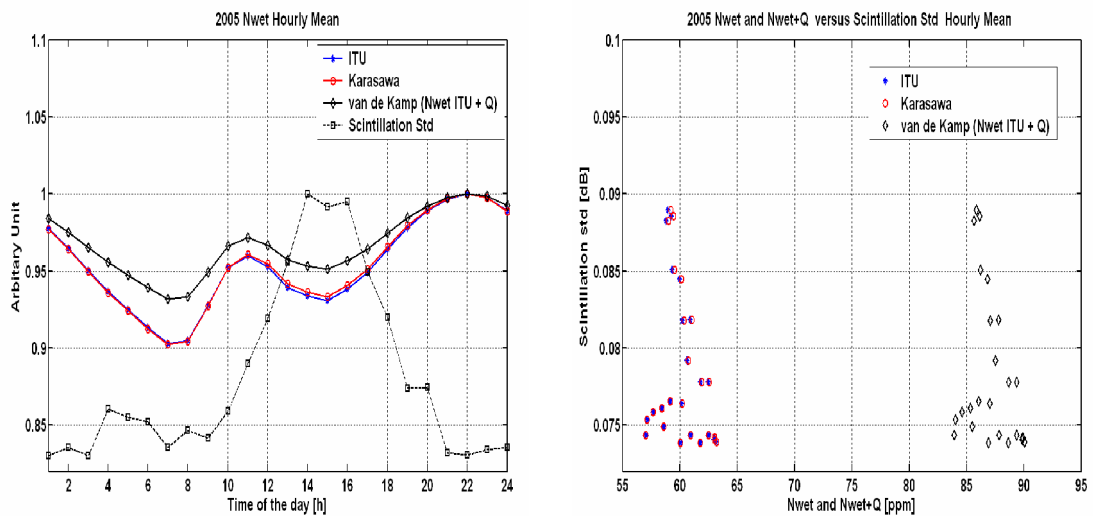 2005 Nwet Hourly Mean
1.1
1.05
1
0.95
0.9
0.85
Arbitary Unit
ITU
Karasawa
van de Kamp (Nwet ITU + Q)
Scintillation Std
2 4 6 8 10 12 14 16 18 20 22 24
Time of the day [h]
2005 Nwet and Nwet+Q versus Scintillation Std Hourly Mean
0.1
0.095
0.09
0.085
0.08
0.075
Scintillation std [dB]
ITU
Karasawa
van de Kamp (Nwet ITU + Q)
55 60 65 70 75 80 85 90 95
Nwet and Nwet+Q [ppm]